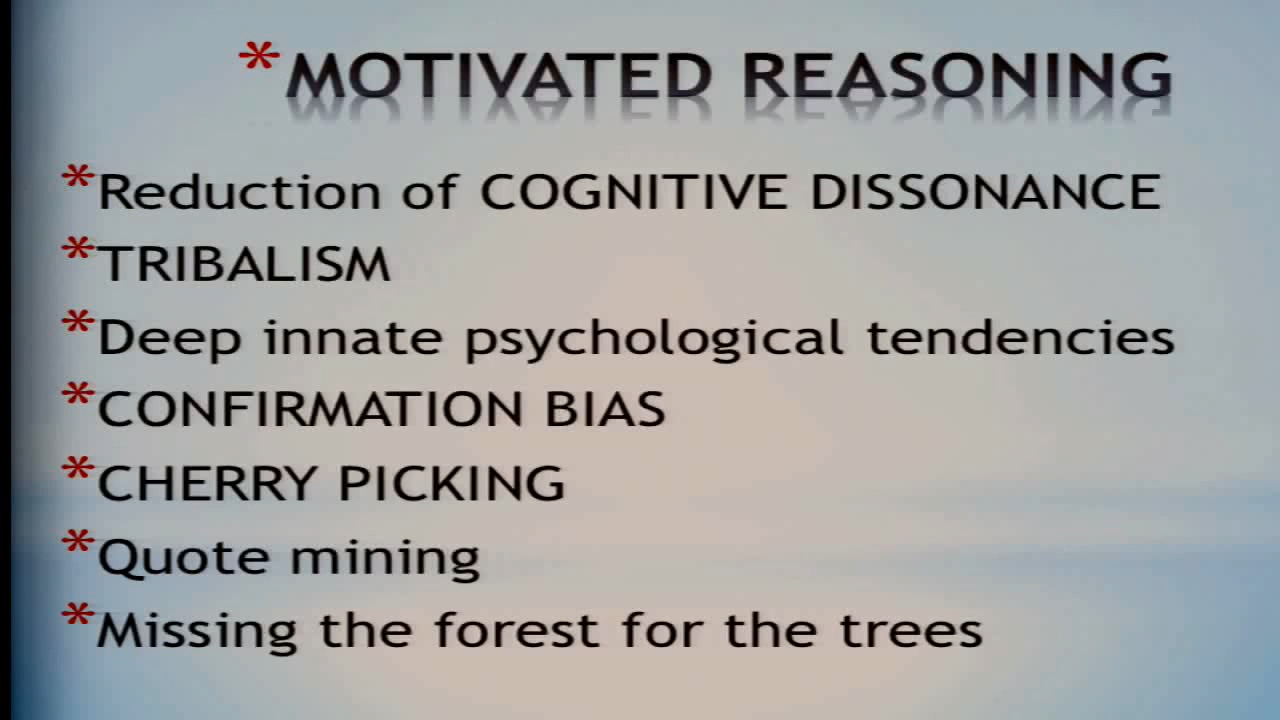 *MOTIVATED REASONING
*Reduction of COGNITIVE DISSONANCE
*TRIBALISM
*Deep innate psychological tendencies
*CONFIRMATION BIAS
*CHERRY PICKING
*Quote mining
*Missing the forest for the trees